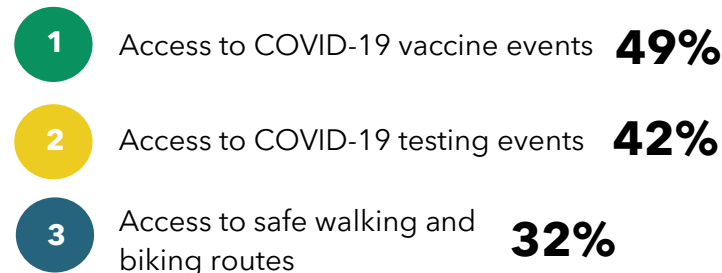 1 Access to COVID-19 vaccine events 49%
2 Access to COVID-19 testing events 42%
3 Access to safe walking and
biking routes 32%